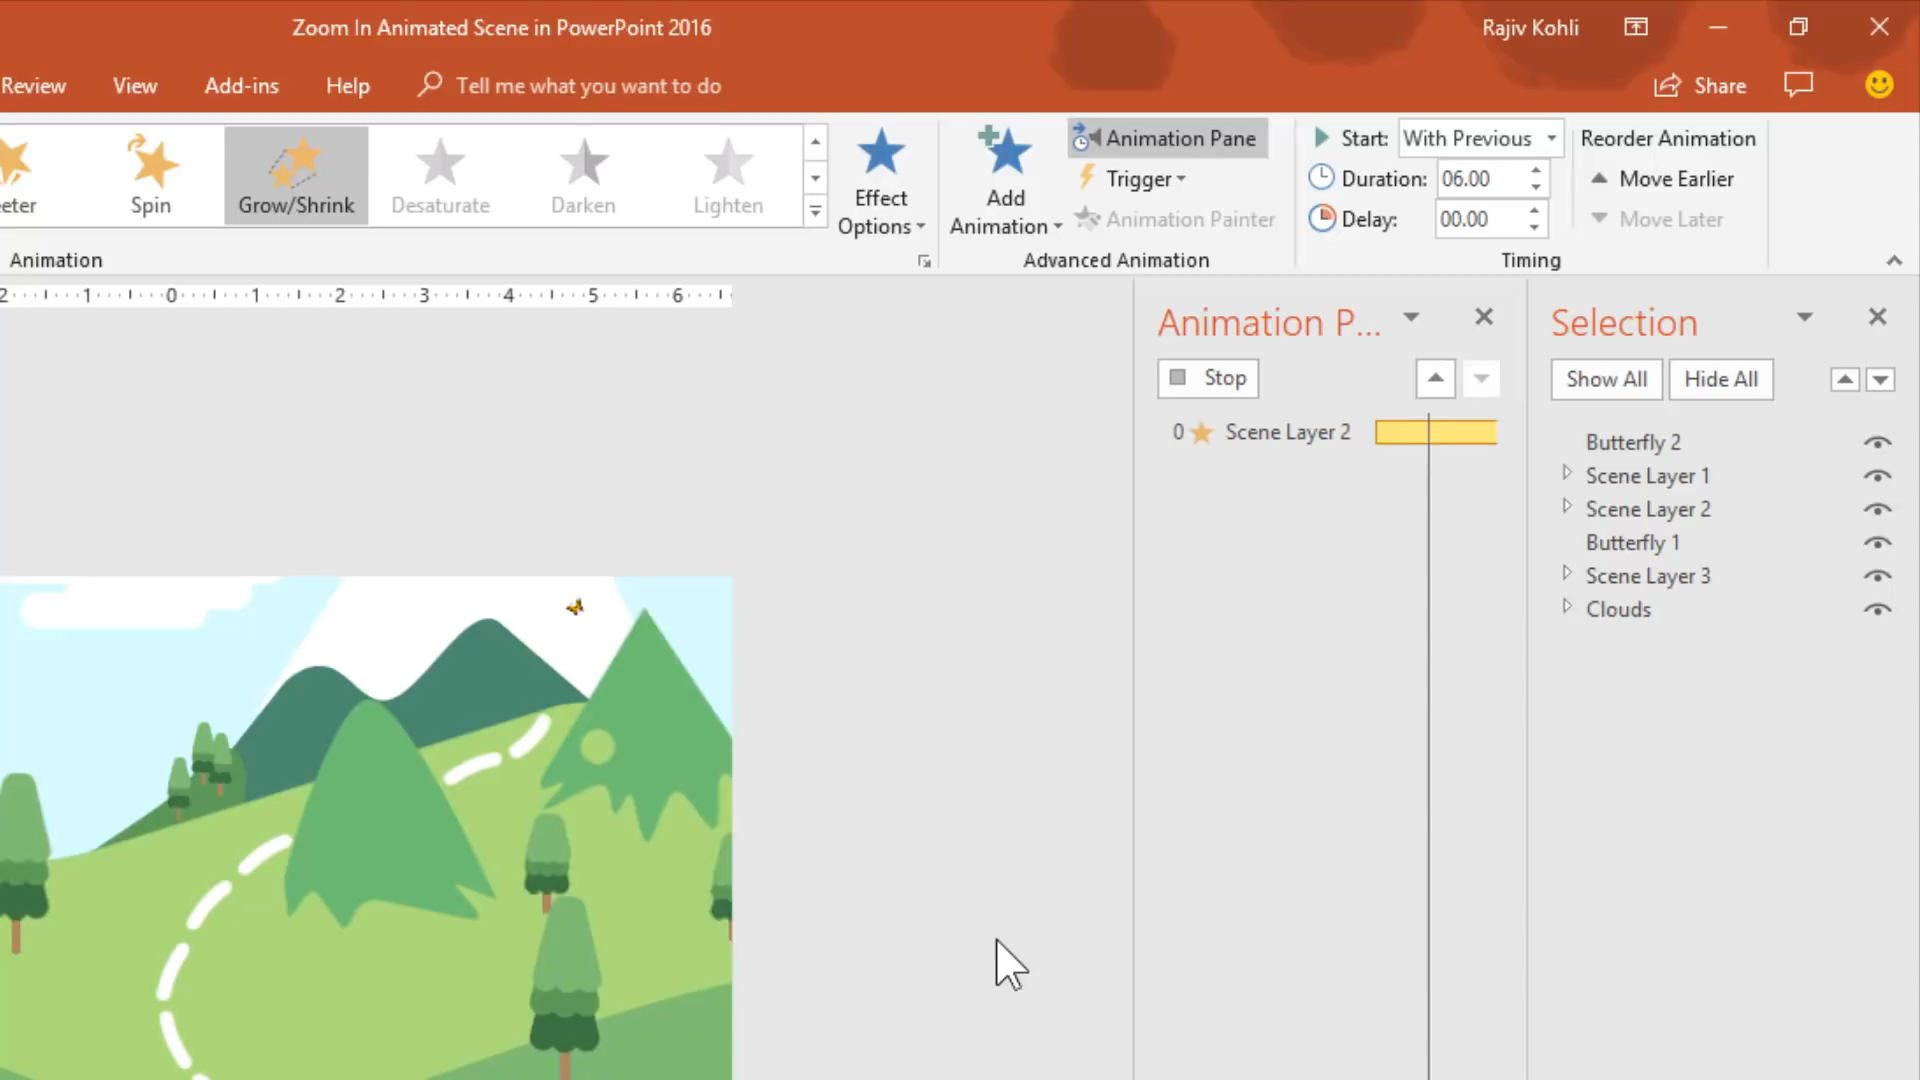 Zoom In Animated Scene in PowerPoint 2016
Rajiv Kohli
Review View Add-ins Help Tell me what you want to do
Share
eeter
Spin
Grow/Shrink
Desaturate
Darken
Lighten
Effect
Options
Add
Animation
Animation Pane
Trigger
Animation Painter
Start: With Previous
Duration: 06.00
Delay: 00.00
Reorder Animation
Move Earlier
Move Later
Animation
Advanced Animation
Timing
2 1 0 1 2 3 4 5 6
Animation P...
Stop
0 Scene Layer 2
Selection
Show All Hide All
Butterfly 2
Scene Layer 1
Scene Layer 2
Butterfly 1
Scene Layer 3
Clouds